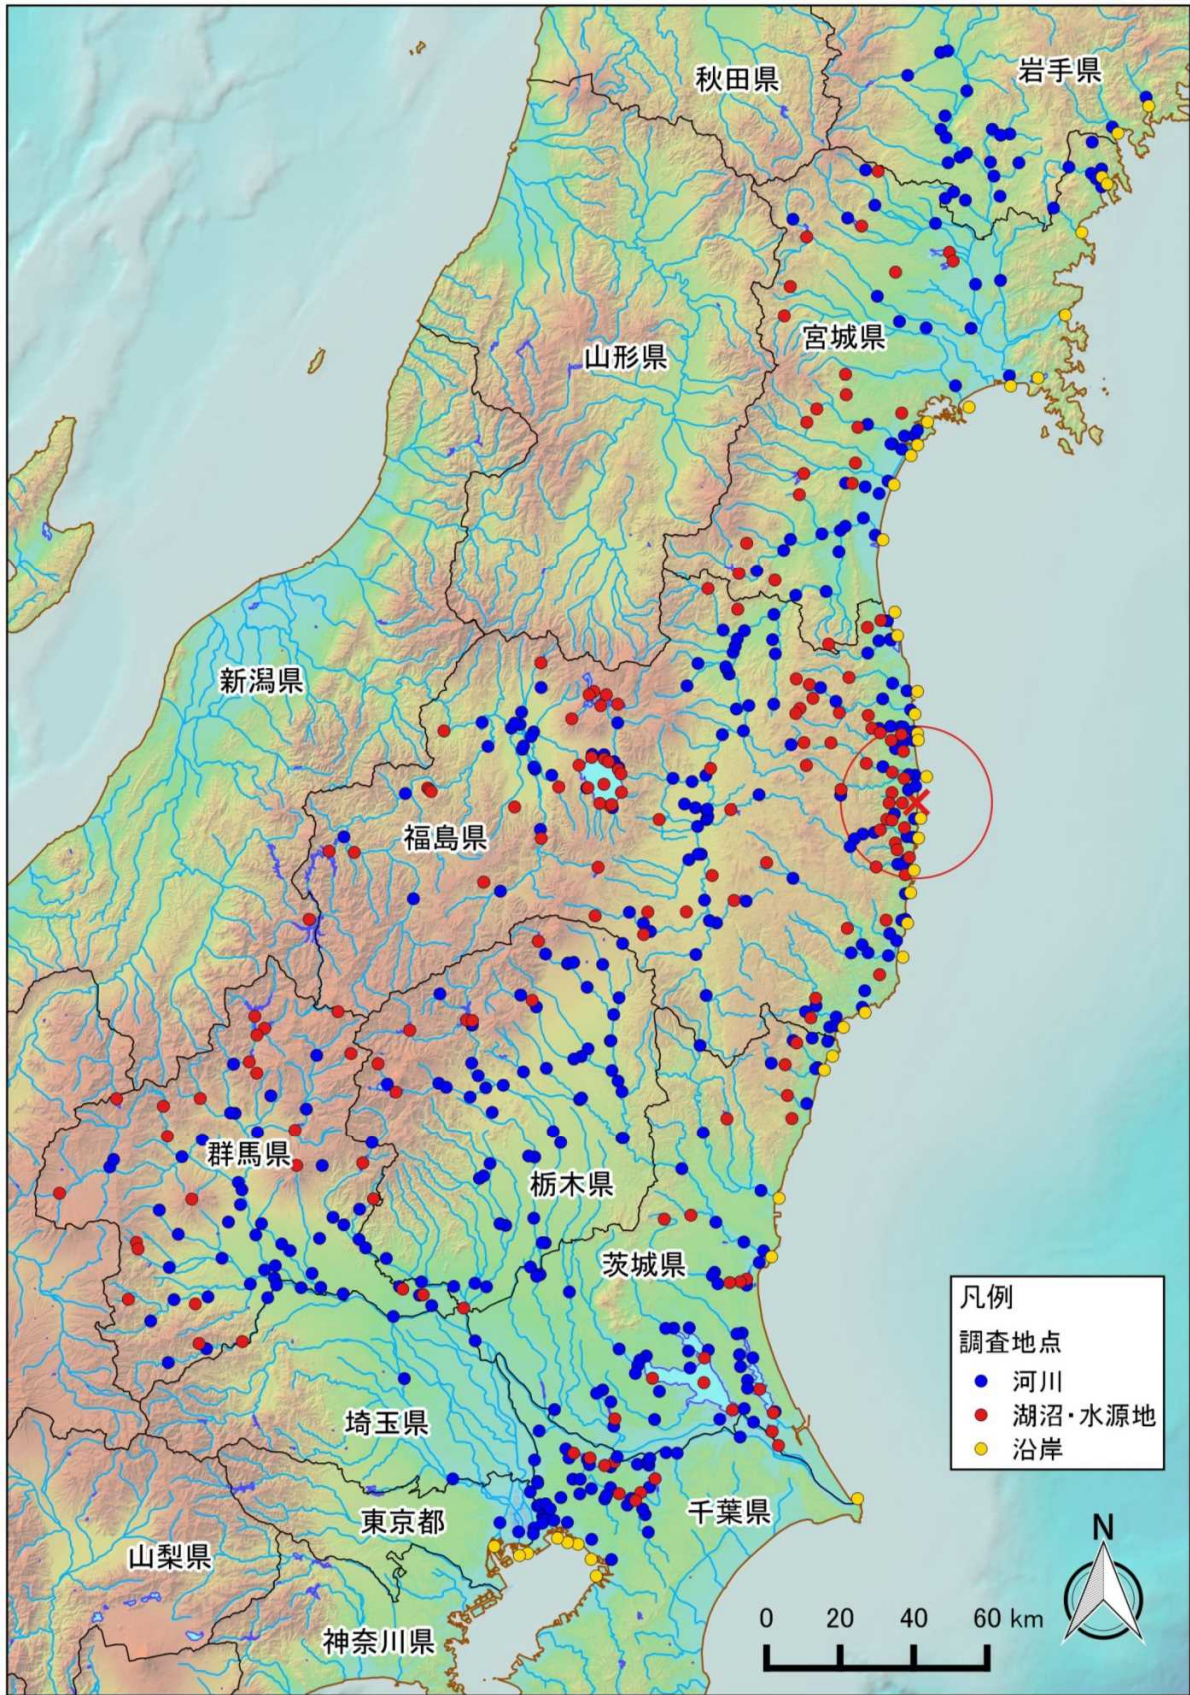 秋田県
岩手県
宮城県
山形県
新潟県
福島県
群馬県
栃木県
茨城県
埼玉県
東京都
千葉県
山梨県
神奈川県
凡例
調査地点
河川
湖沼・水源地
沿岸
N
0 20 40 60 km